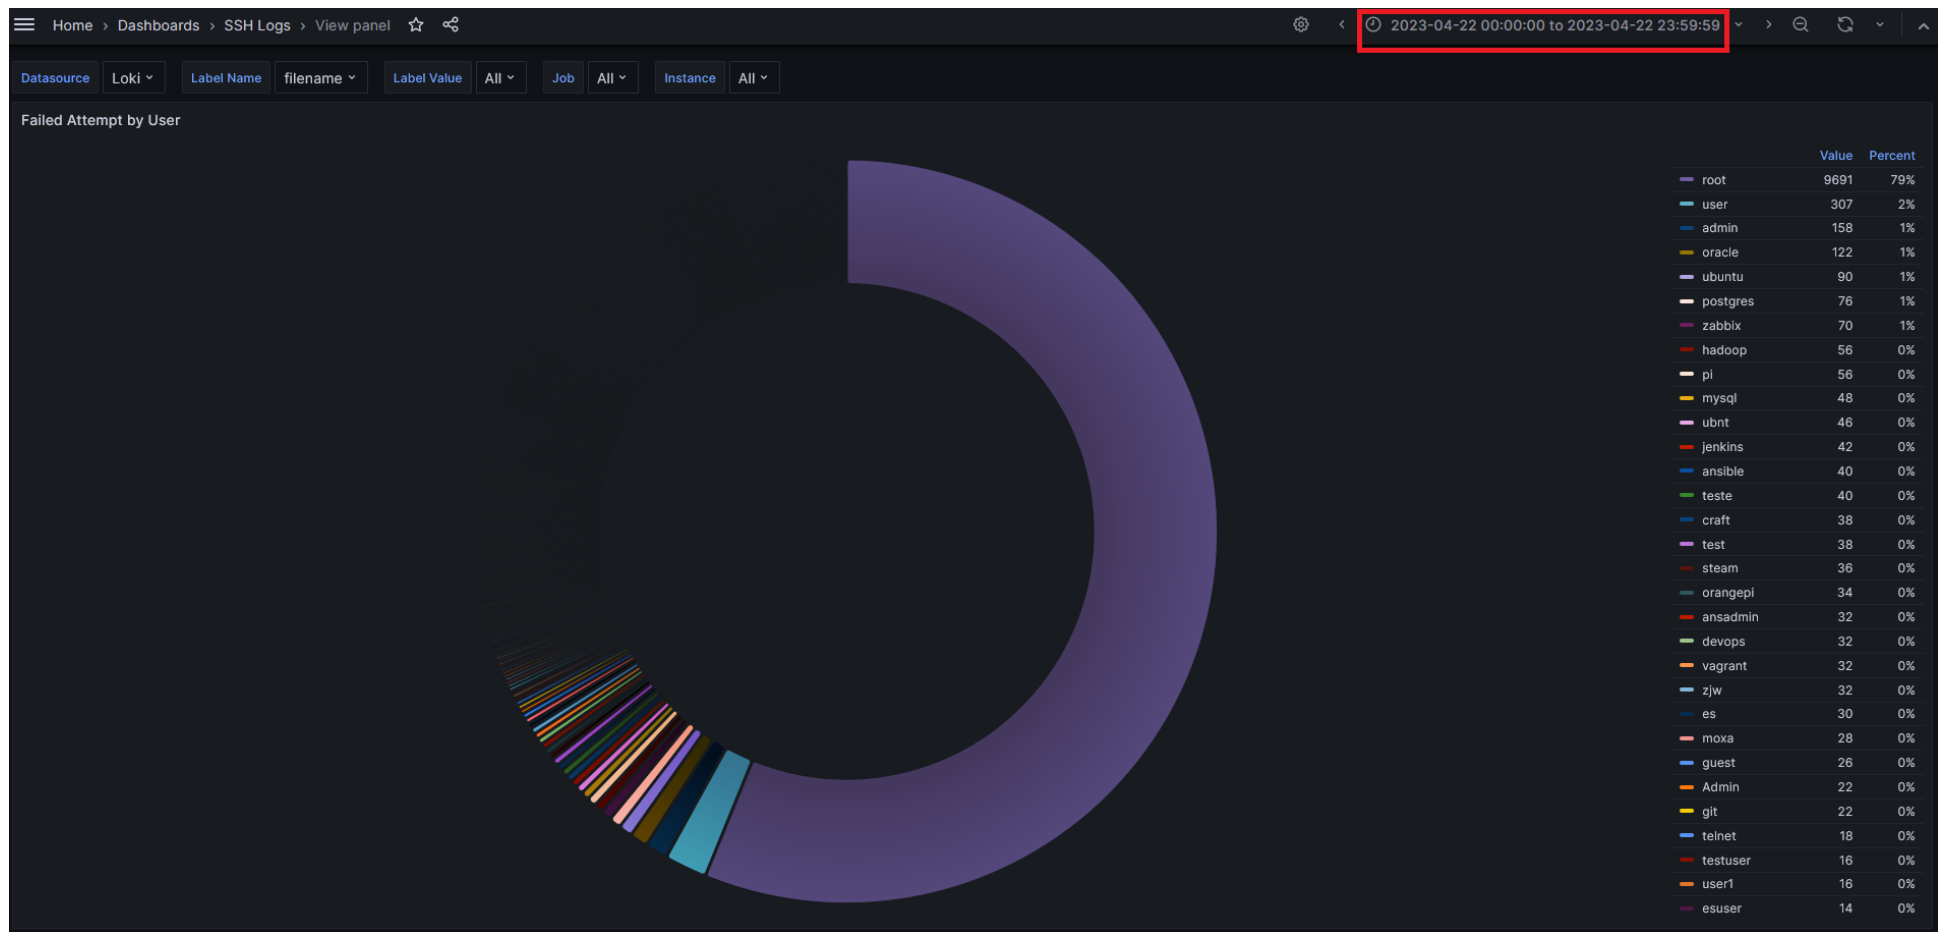 Home › Dashboards › SSH Logs › View panel
2023-04-22 00:00:00 to 2023-04-22 23:59:59
Datasource Loki Label Name filename Label Value All Job All Instance All
Failed Attempt by User
Value Percent
root 9691 79%
user 307 2%
admin 158 1%
oracle 122 1%
ubuntu 90 1%
postgres 76 1%
zabbix 70 1%
hadoop 56 0%
pi 56 0%
mysql 48 0%
ubnt 46 0%
jenkins 42 0%
ansible 40 0%
teste 40 0%
craft 38 0%
test 38 0%
steam 36 0%
orangepi 34 0%
ansadmin 32 0%
devops 32 0%
vagrant 32 0%
zjw 32 0%
es 30 0%
moxa 28 0%
guest 26 0%
Admin 22 0%
git 22 0%
telnet 18 0%
testuser 16 0%
user1 16 0%
esuser 14 0%